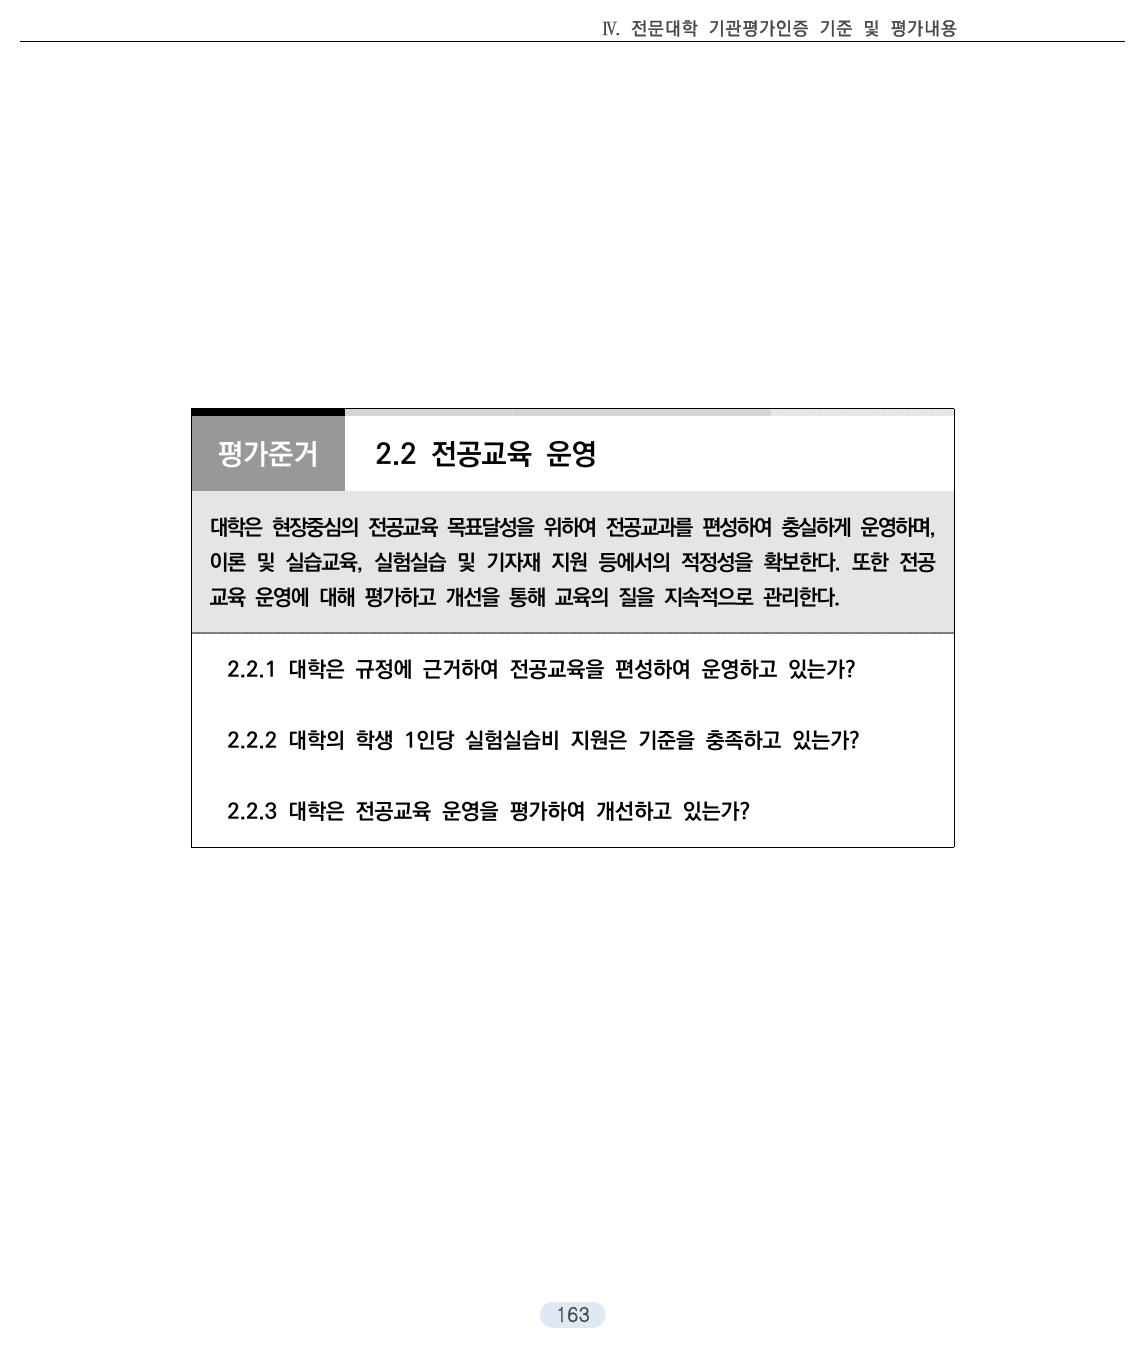 Ⅳ. 전문대학 기관평가인증 기준 및 평가내용
평가준거 2.2 전공교육 운영
대학은 현장중심의 전공교육 목표달성을 위하여 전공교과를 편성하여 충실하게 운영하며,
이론 및 실습교육, 실험실습 및 기자재 지원 등에서의 적정성을 확보한다. 또한 전공
교육 운영에 대해 평가하고 개선을 통해 교육의 질을 지속적으로 관리한다.
2.2.1 대학은 규정에 근거하여 전공교육을 편성하여 운영하고 있는가?
2.2.2 대학의 학생 1인당 실험실습비 지원은 기준을 충족하고 있는가?
2.2.3 대학은 전공교육 운영을 평가하여 개선하고 있는가?
163